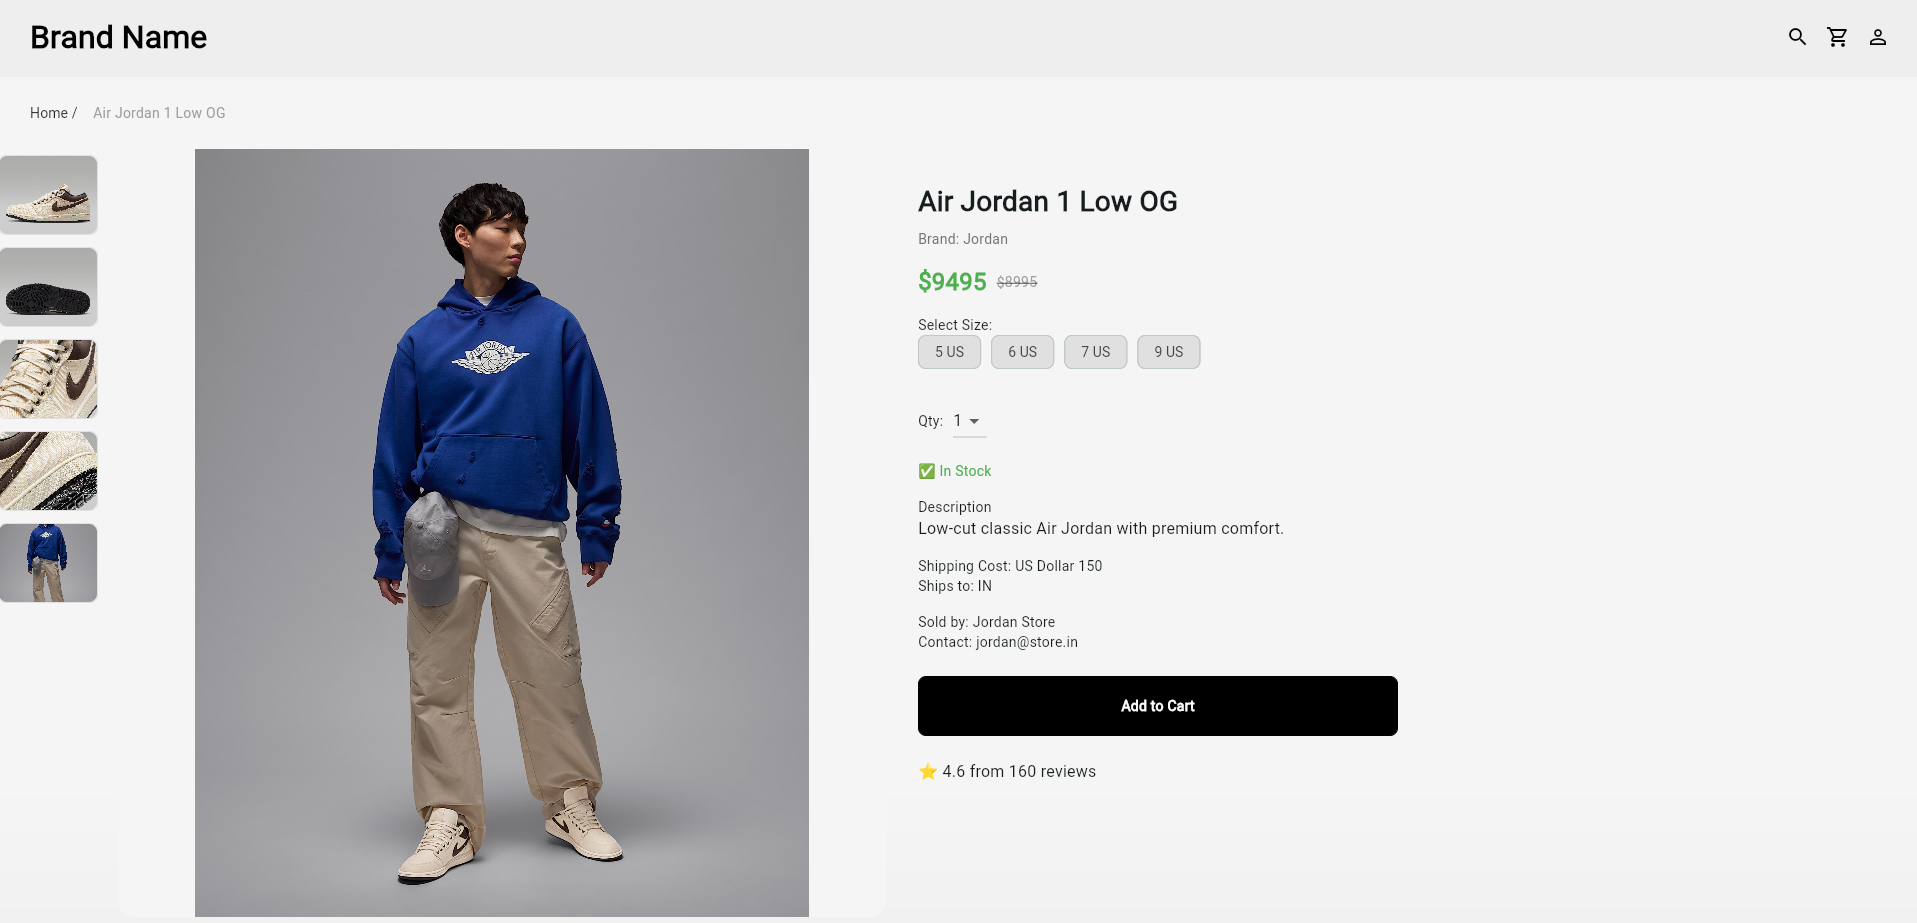 Brand Name
Home / Air Jordan 1 Low OG
Air Jordan 1 Low OG
Brand: Jordan
$9495 $8995
Select Size:
5 US 6 US 7 US 9 US
Qty: 1
✅ In Stock
Description
Low-cut classic Air Jordan with premium comfort.
Shipping Cost: US Dollar 150
Ships to: IN
Sold by: Jordan Store
Contact: jordan@store.in
Add to Cart
⭐ 4.6 from 160 reviews
AIR JORDAN